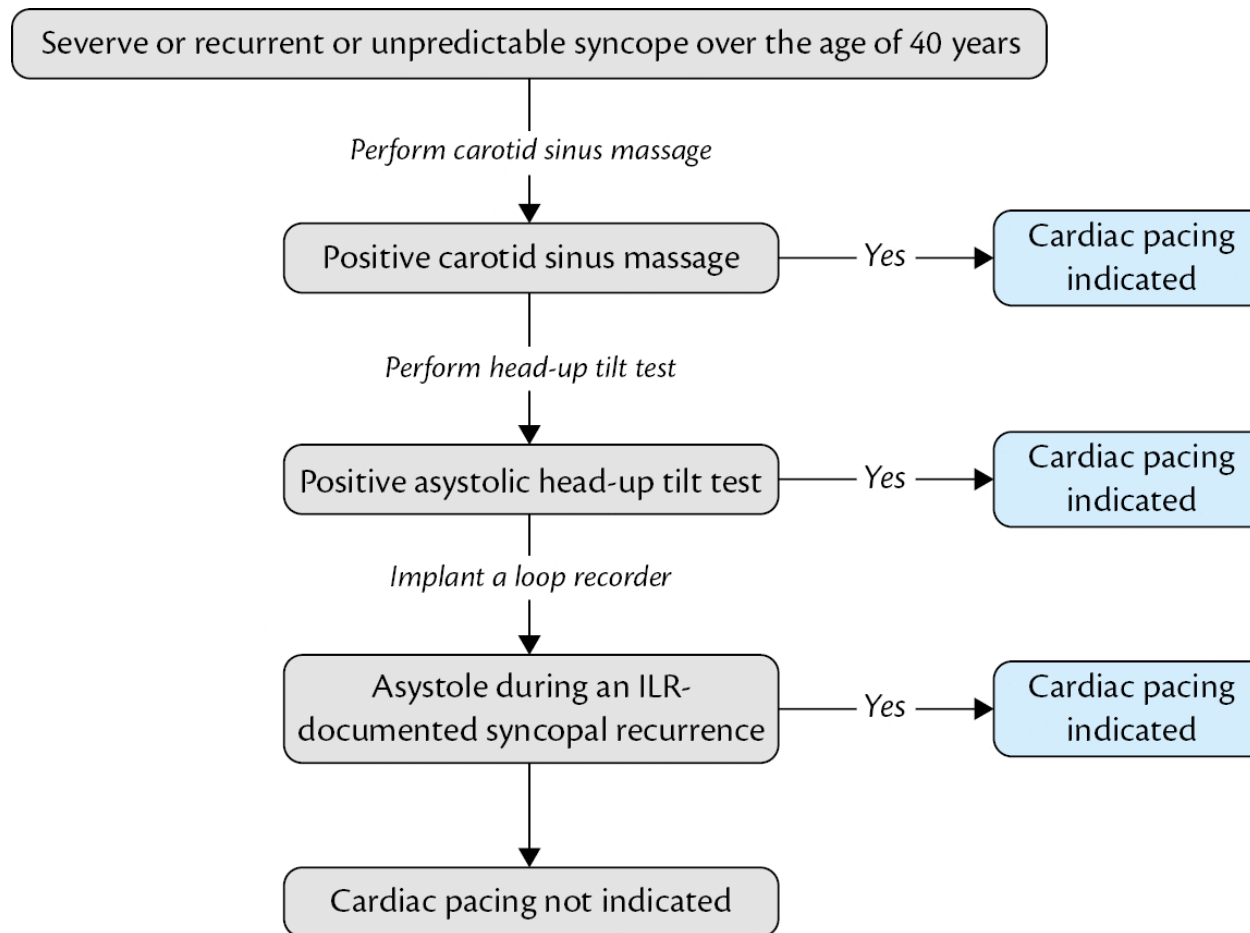 Severve or recurrent or unpredictable syncope over the age of 40 years
Perform carotid sinus massage
Positive carotid sinus massage
Yes
Cardiac pacing
indicated
Perform head-up tilt test
Positive asystolic head-up tilt test
Yes
Cardiac pacing
indicated
Implant a loop recorder
Asystole during an ILR-
documented syncopal recurrence
Yes
Cardiac pacing
indicated
Cardiac pacing not indicated